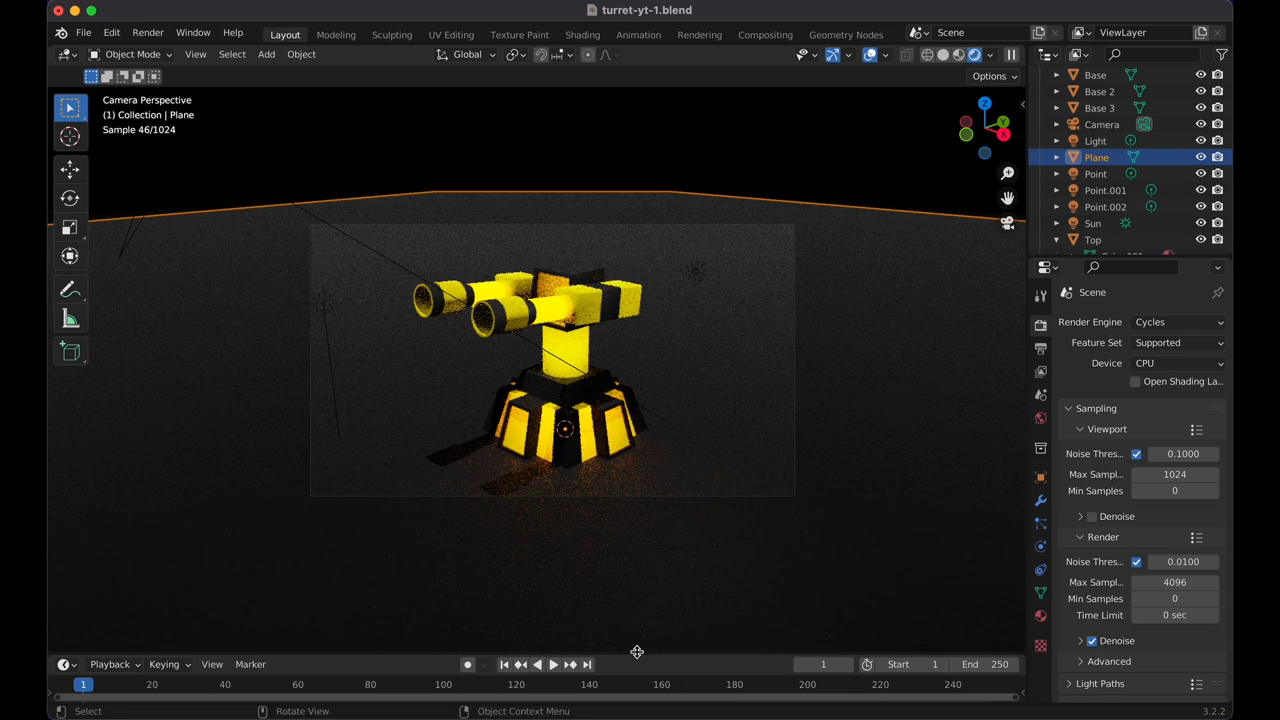 turret-yt-1.blend
File Edit Render Window Help Layout Modeling Sculpting UV Editing Texture Paint Shading Animation Rendering Compositing Geometry Nodes Scene ViewLayer
Object Mode View Select Add Object Global
Options
Camera Perspective
(1) Collection | Plane
Sample 46/1024
Z
Y
X
Base
Base 2
Base 3
Camera
Light
Plane
Point
Point.001
Point.002
Sun
Top
Scene
Render Engine Cycles
Feature Set Supported
Device CPU
Open Shading La...
Sampling
Viewport
Noise Thres... 0.1000
Max Sampl... 1024
Min Samples 0
Denoise
Render
Noise Thres... 0.0100
Max Sampl... 4096
Min Samples 0
Time Limit 0 sec
Denoise
Advanced
Light Paths
Playback Keying View Marker 1 Start 1 End 250
1 20 40 60 80 100 120 140 160 180 200 220 240
Select Rotate View Object Context Menu 3.2.2